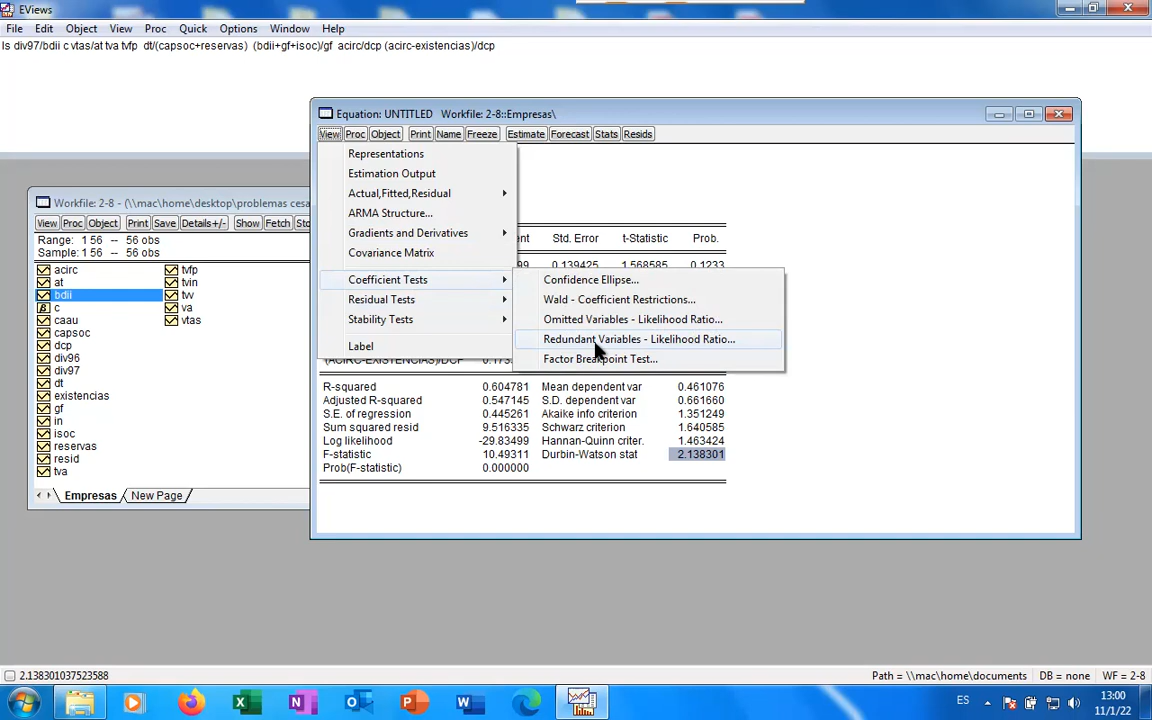 EViews
File Edit Object View Proc Quick Options Window Help
ls div97/bdii c vtas/at tva tvfp dt/(capsoc+reservas) (bdii+gf+isoc)/gf acirc/dcp (acirc-existencias)/dcp
Equation: UNTITLED Workfile: 2-8::Empresas\
View Proc Object Print Name Freeze Estimate Forecast Stats Resids
Representations
Estimation Output
Actual,Fitted,Residual
ARMA Structure...
Gradients and Derivatives
Covariance Matrix
Coefficient Tests
Residual Tests
Stability Tests
Label
Confidence Ellipse...
Wald - Coefficient Restrictions...
Omitted Variables - Likelihood Ratio...
Redundant Variables - Likelihood Ratio...
Factor Breakpoint Test...
Std. Error t-Statistic Prob.
0.139425 1.568585 0.1233
R-squared 0.604781 Mean dependent var 0.461076
Adjusted R-squared 0.547145 S.D. dependent var 0.661660
S.E. of regression 0.445261 Akaike info criterion 1.351249
Sum squared resid 9.516335 Schwarz criterion 1.640585
Log likelihood -29.83499 Hannan-Quinn criter. 1.463424
F-statistic 10.49311 Durbin-Watson stat 2.138301
Prob(F-statistic) 0.000000
Workfile: 2-8 - (\\mac\home\desktop\problemas cesa
View Proc Object Print Save Details+/- Show Fetch Sto
Range: 1 56 -- 56 obs
Sample: 1 56 -- 56 obs
acirc
at
bdii
c
caau
capsoc
dcp
div96
div97
dt
existencias
gf
in
isoc
reservas
resid
tva
tvfp
tvin
tvv
va
vtas
Empresas New Page
2.138301037523588
Path = \\mac\home\documents DB = none WF = 2-8
ES
13:00
11/1/22